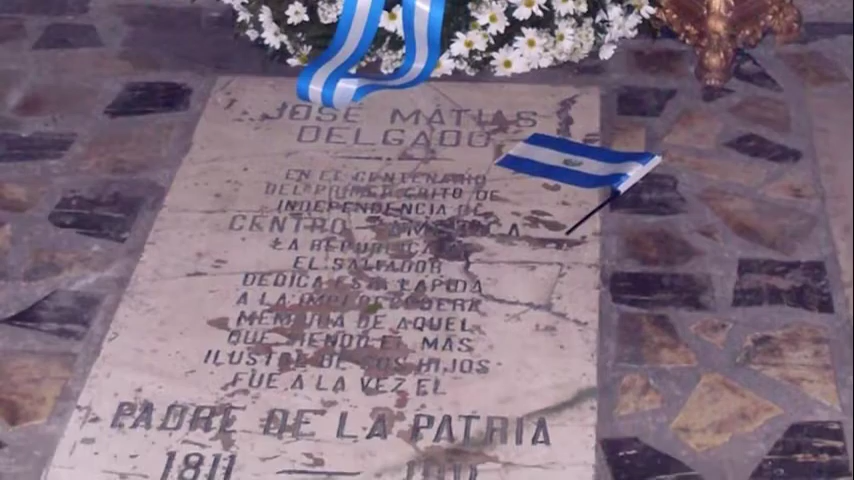 JOSÉ MATIAS
DELGADO
EN EL CENTENARIO
DEL PRIMER GRITO DE
INDEPENDENCIA DE
CENTRO - AMERICA
LA REPUBLICA DE
EL SALVADOR
DEDICA ESTA LAPIDA
A LA IMPERECEDERA
MEMORIA DE AQUEL
QUE SIENDO EL MAS
ILUSTRE DE SUS HIJOS
FUE A LA VEZ EL
PADRE DE LA PATRIA
1811 — 1911